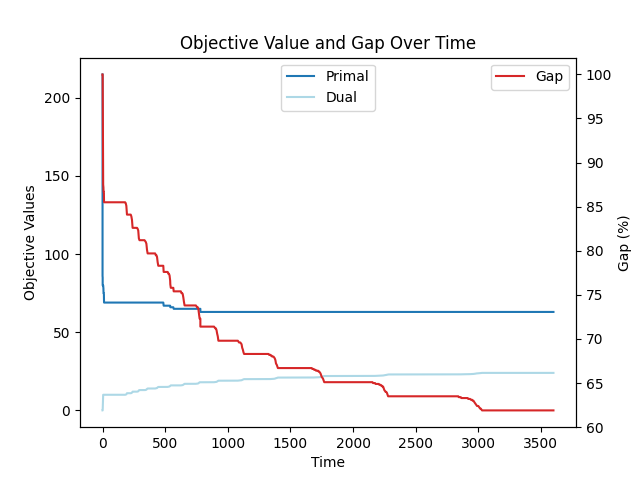 Objective Value and Gap Over Time
Primal
Dual
Gap
Objective Values
200
150
100
50
0
100
95
90
85
80
75
70
65
60
Gap (%)
0 500 1000 1500 2000 2500 3000 3500
Time